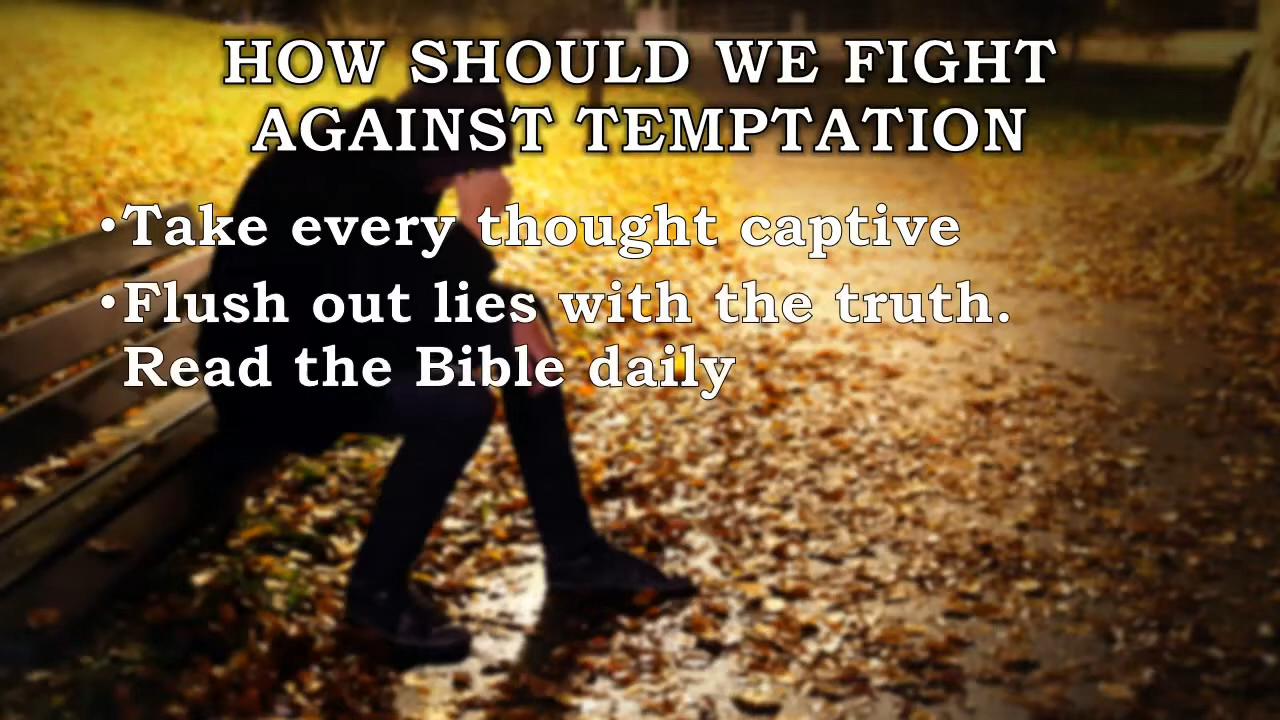 HOW SHOULD WE FIGHT
AGAINST TEMPTATION
•Take every thought captive
•Flush out lies with the truth.
Read the Bible daily